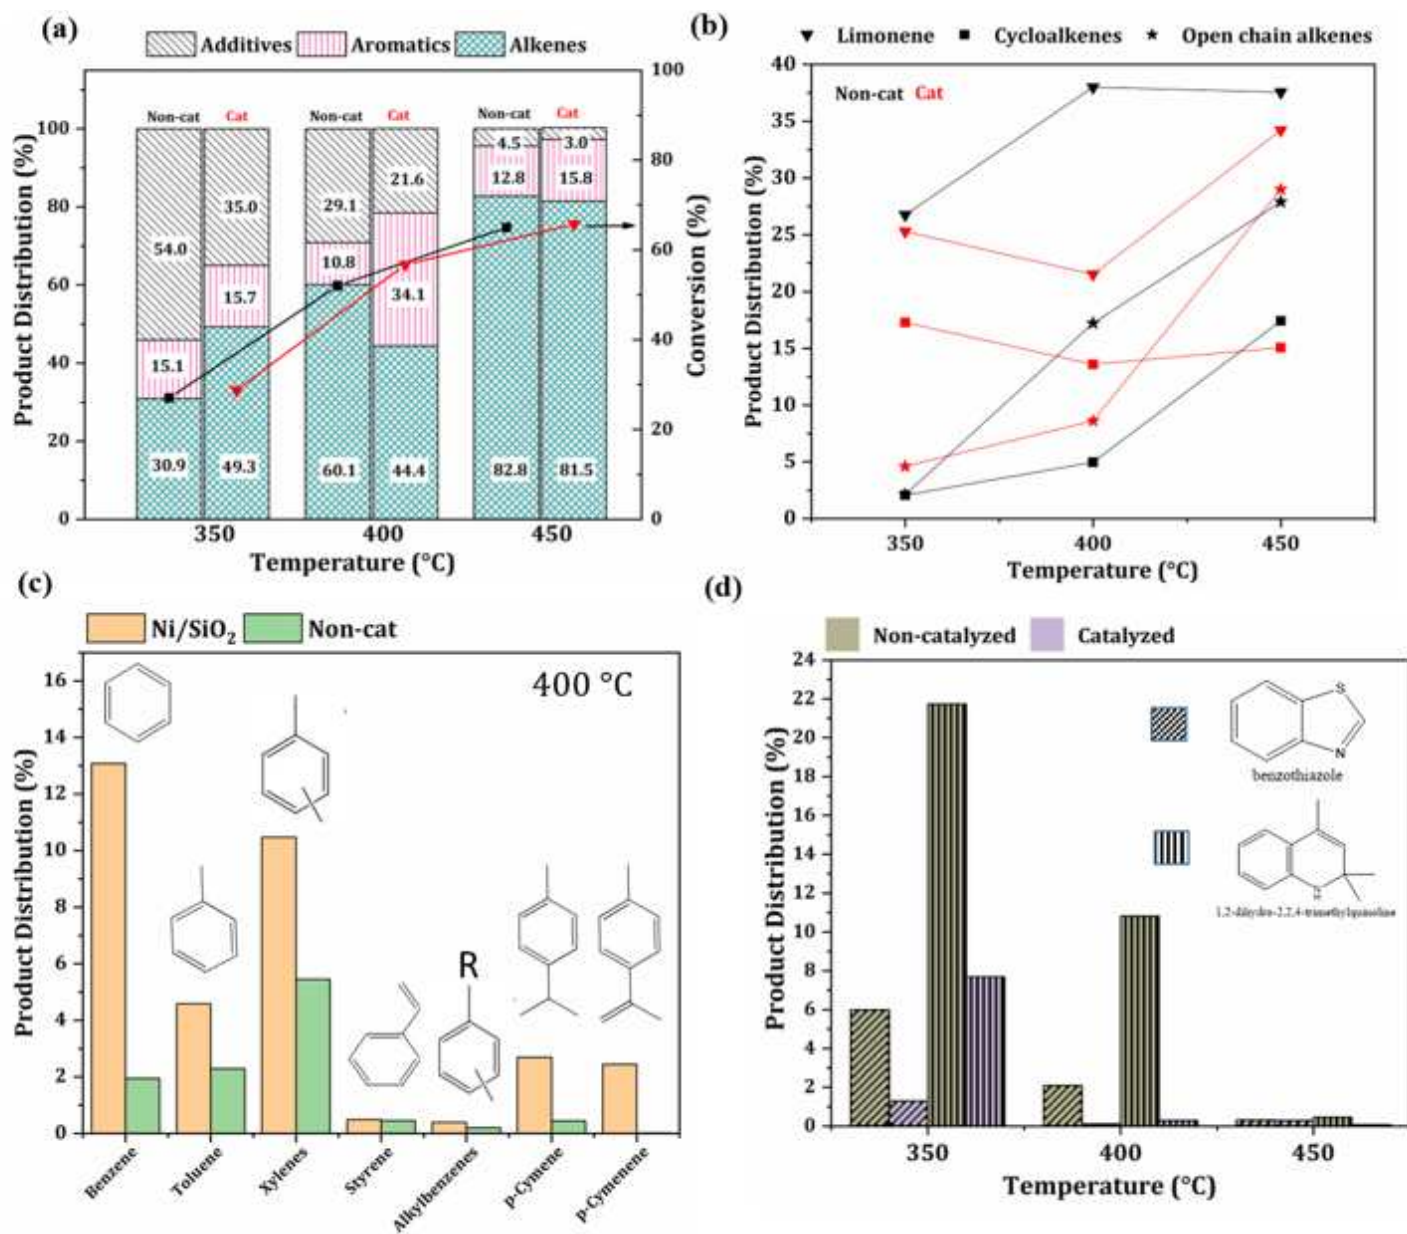 (a)
Additives Aromatics Alkenes
Product Distribution (%)
100
80
60
40
20
0
Non-cat Cat Non-cat Cat Non-cat Cat
54.0 35.0 29.1 21.6 4.5 3.0
15.1 15.7 10.8 34.1 12.8 15.8
30.9 49.3 60.1 44.4 82.8 81.5
100
80
60
40
20
0
Conversion (%)
350 400 450
Temperature (°C)
(b)
Limonene Cycloalkenes Open chain alkenes
Non-cat Cat
Product Distribution (%)
40
35
30
25
20
15
10
5
0
350 400 450
Temperature (°C)
(c)
Ni/SiO₂ Non-cat
400 °C
Product Distribution (%)
16
14
12
10
8
6
4
2
0
R
Benzene Toluene Xylenes Styrene Alkylbenzenes p-Cymene p-Cymenene
(d)
Non-catalyzed Catalyzed
Product Distribution (%)
24
22
20
18
16
14
12
10
8
6
4
2
0
S
N
benzothiazole
N
H
1,2-dihydro-2,2,4-trimethylquinoline
350 400 450
Temperature (°C)